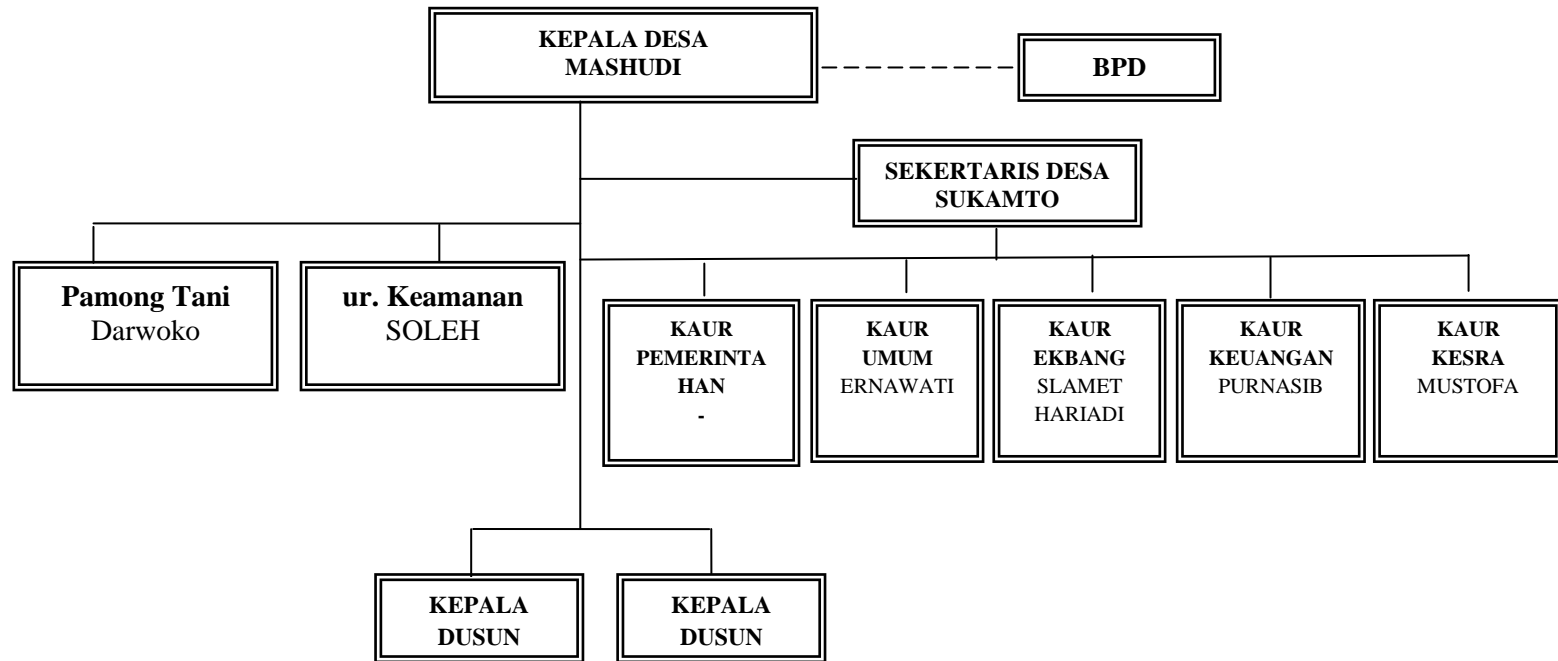 KEPALA DESA
MASHUDI
BPD
SEKERTARIS DESA
SUKAMTO
Pamong Tani
Darwoko
ur. Keamanan
SOLEH
KAUR
PEMERINTA
HAN
-
KAUR
UMUM
ERNAWATI
KAUR
EKBANG
SLAMET
HARIADI
KAUR
KEUANGAN
PURNASIB
KAUR
KESRA
MUSTOFA
KEPALA
DUSUN
KEPALA
DUSUN